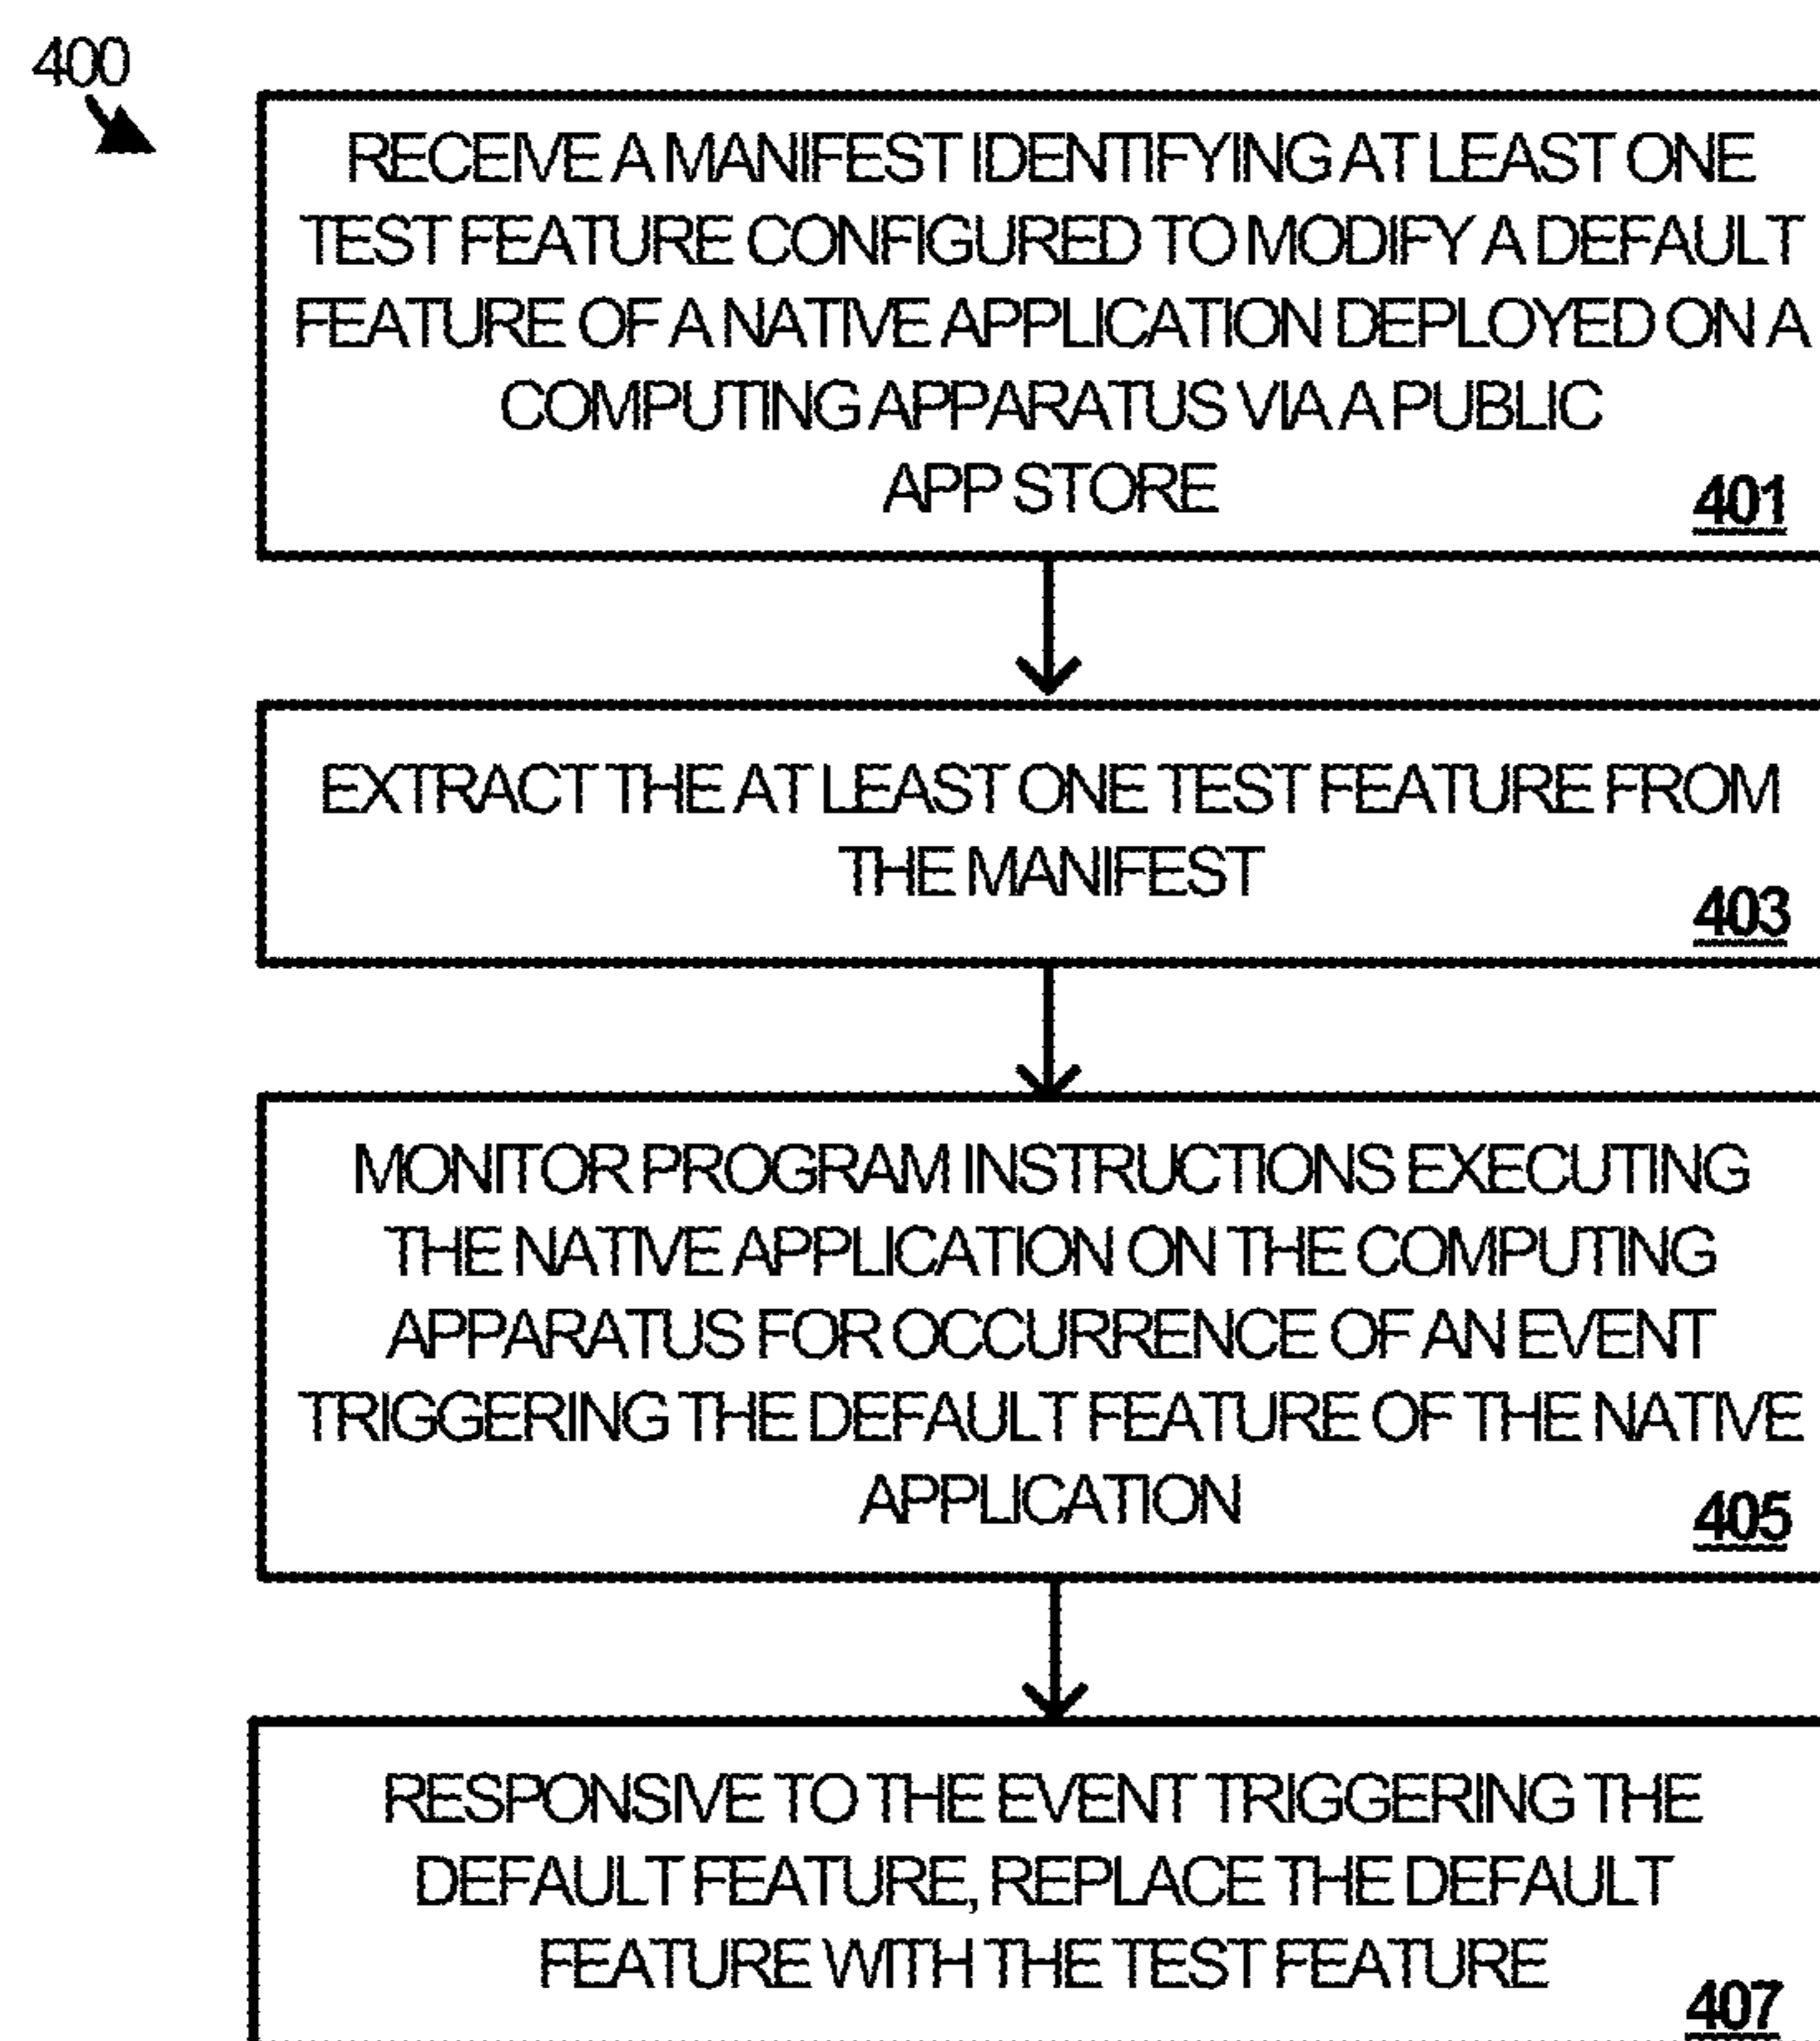 400
RECEIVE A MANIFEST IDENTIFYING AT LEAST ONE
TEST FEATURE CONFIGURED TO MODIFY A DEFAULT
FEATURE OF A NATIVE APPLICATION DEPLOYED ON A
COMPUTING APPARATUS VIA A PUBLIC
APP STORE
401
EXTRACT THE AT LEAST ONE TEST FEATURE FROM
THE MANIFEST
403
MONITOR PROGRAM INSTRUCTIONS EXECUTING
THE NATIVE APPLICATION ON THE COMPUTING
APPARATUS FOR OCCURRENCE OF AN EVENT
TRIGGERING THE DEFAULT FEATURE OF THE NATIVE
APPLICATION
405
RESPONSIVE TO THE EVENT TRIGGERING THE
DEFAULT FEATURE, REPLACE THE DEFAULT
FEATURE WITH THE TEST FEATURE
407